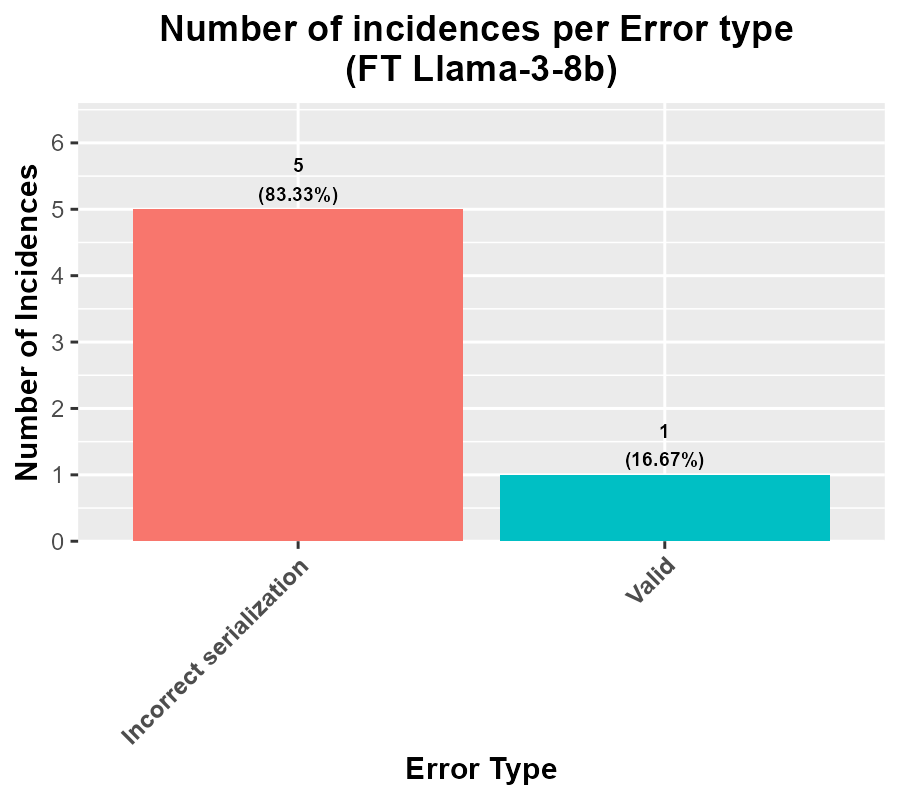 Number of incidences per Error type
(FT Llama-3-8b)
Number of Incidences
6
5
4
3
2
1
0
5
(83.33%)
1
(16.67%)
Incorrect serialization
Valid
Error Type